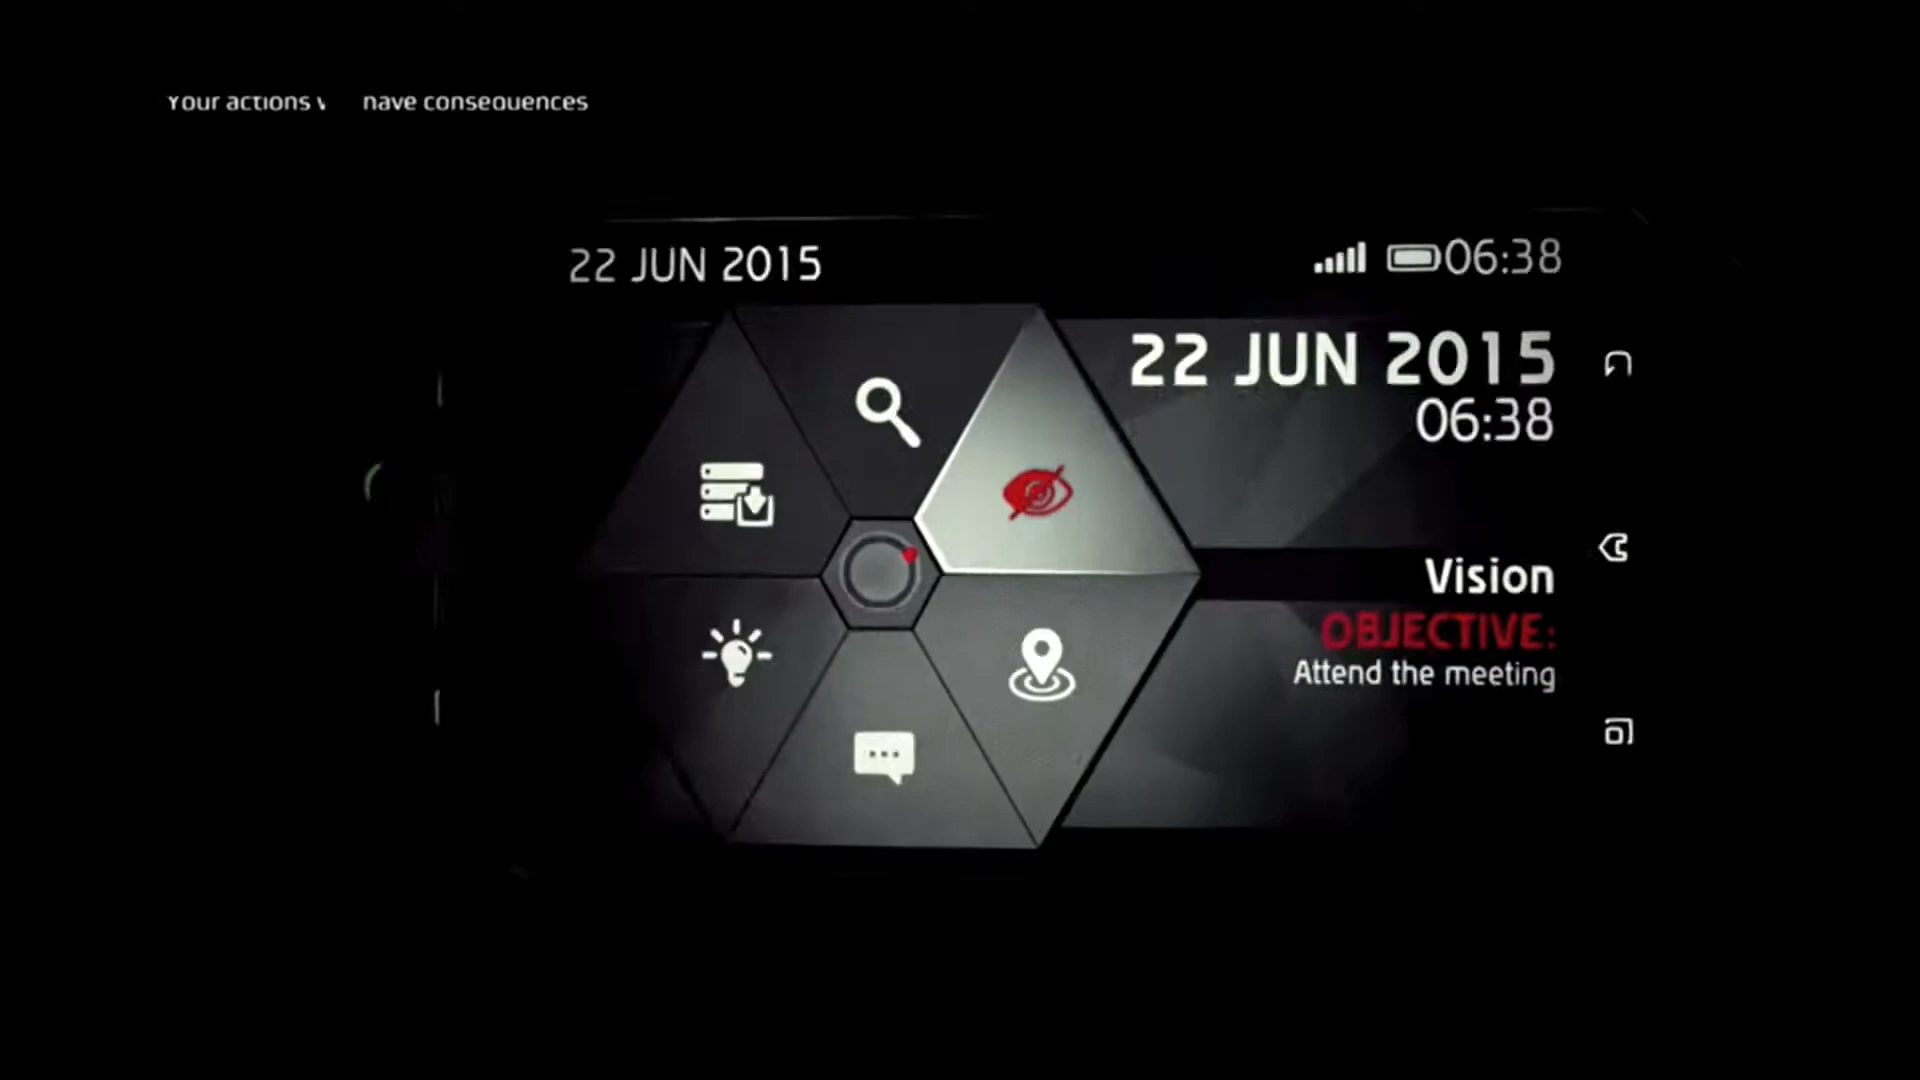 Your actions have consequences
22 JUN 2015
06:38
22 JUN 2015
06:38
Vision
OBJECTIVE:
Attend the meeting